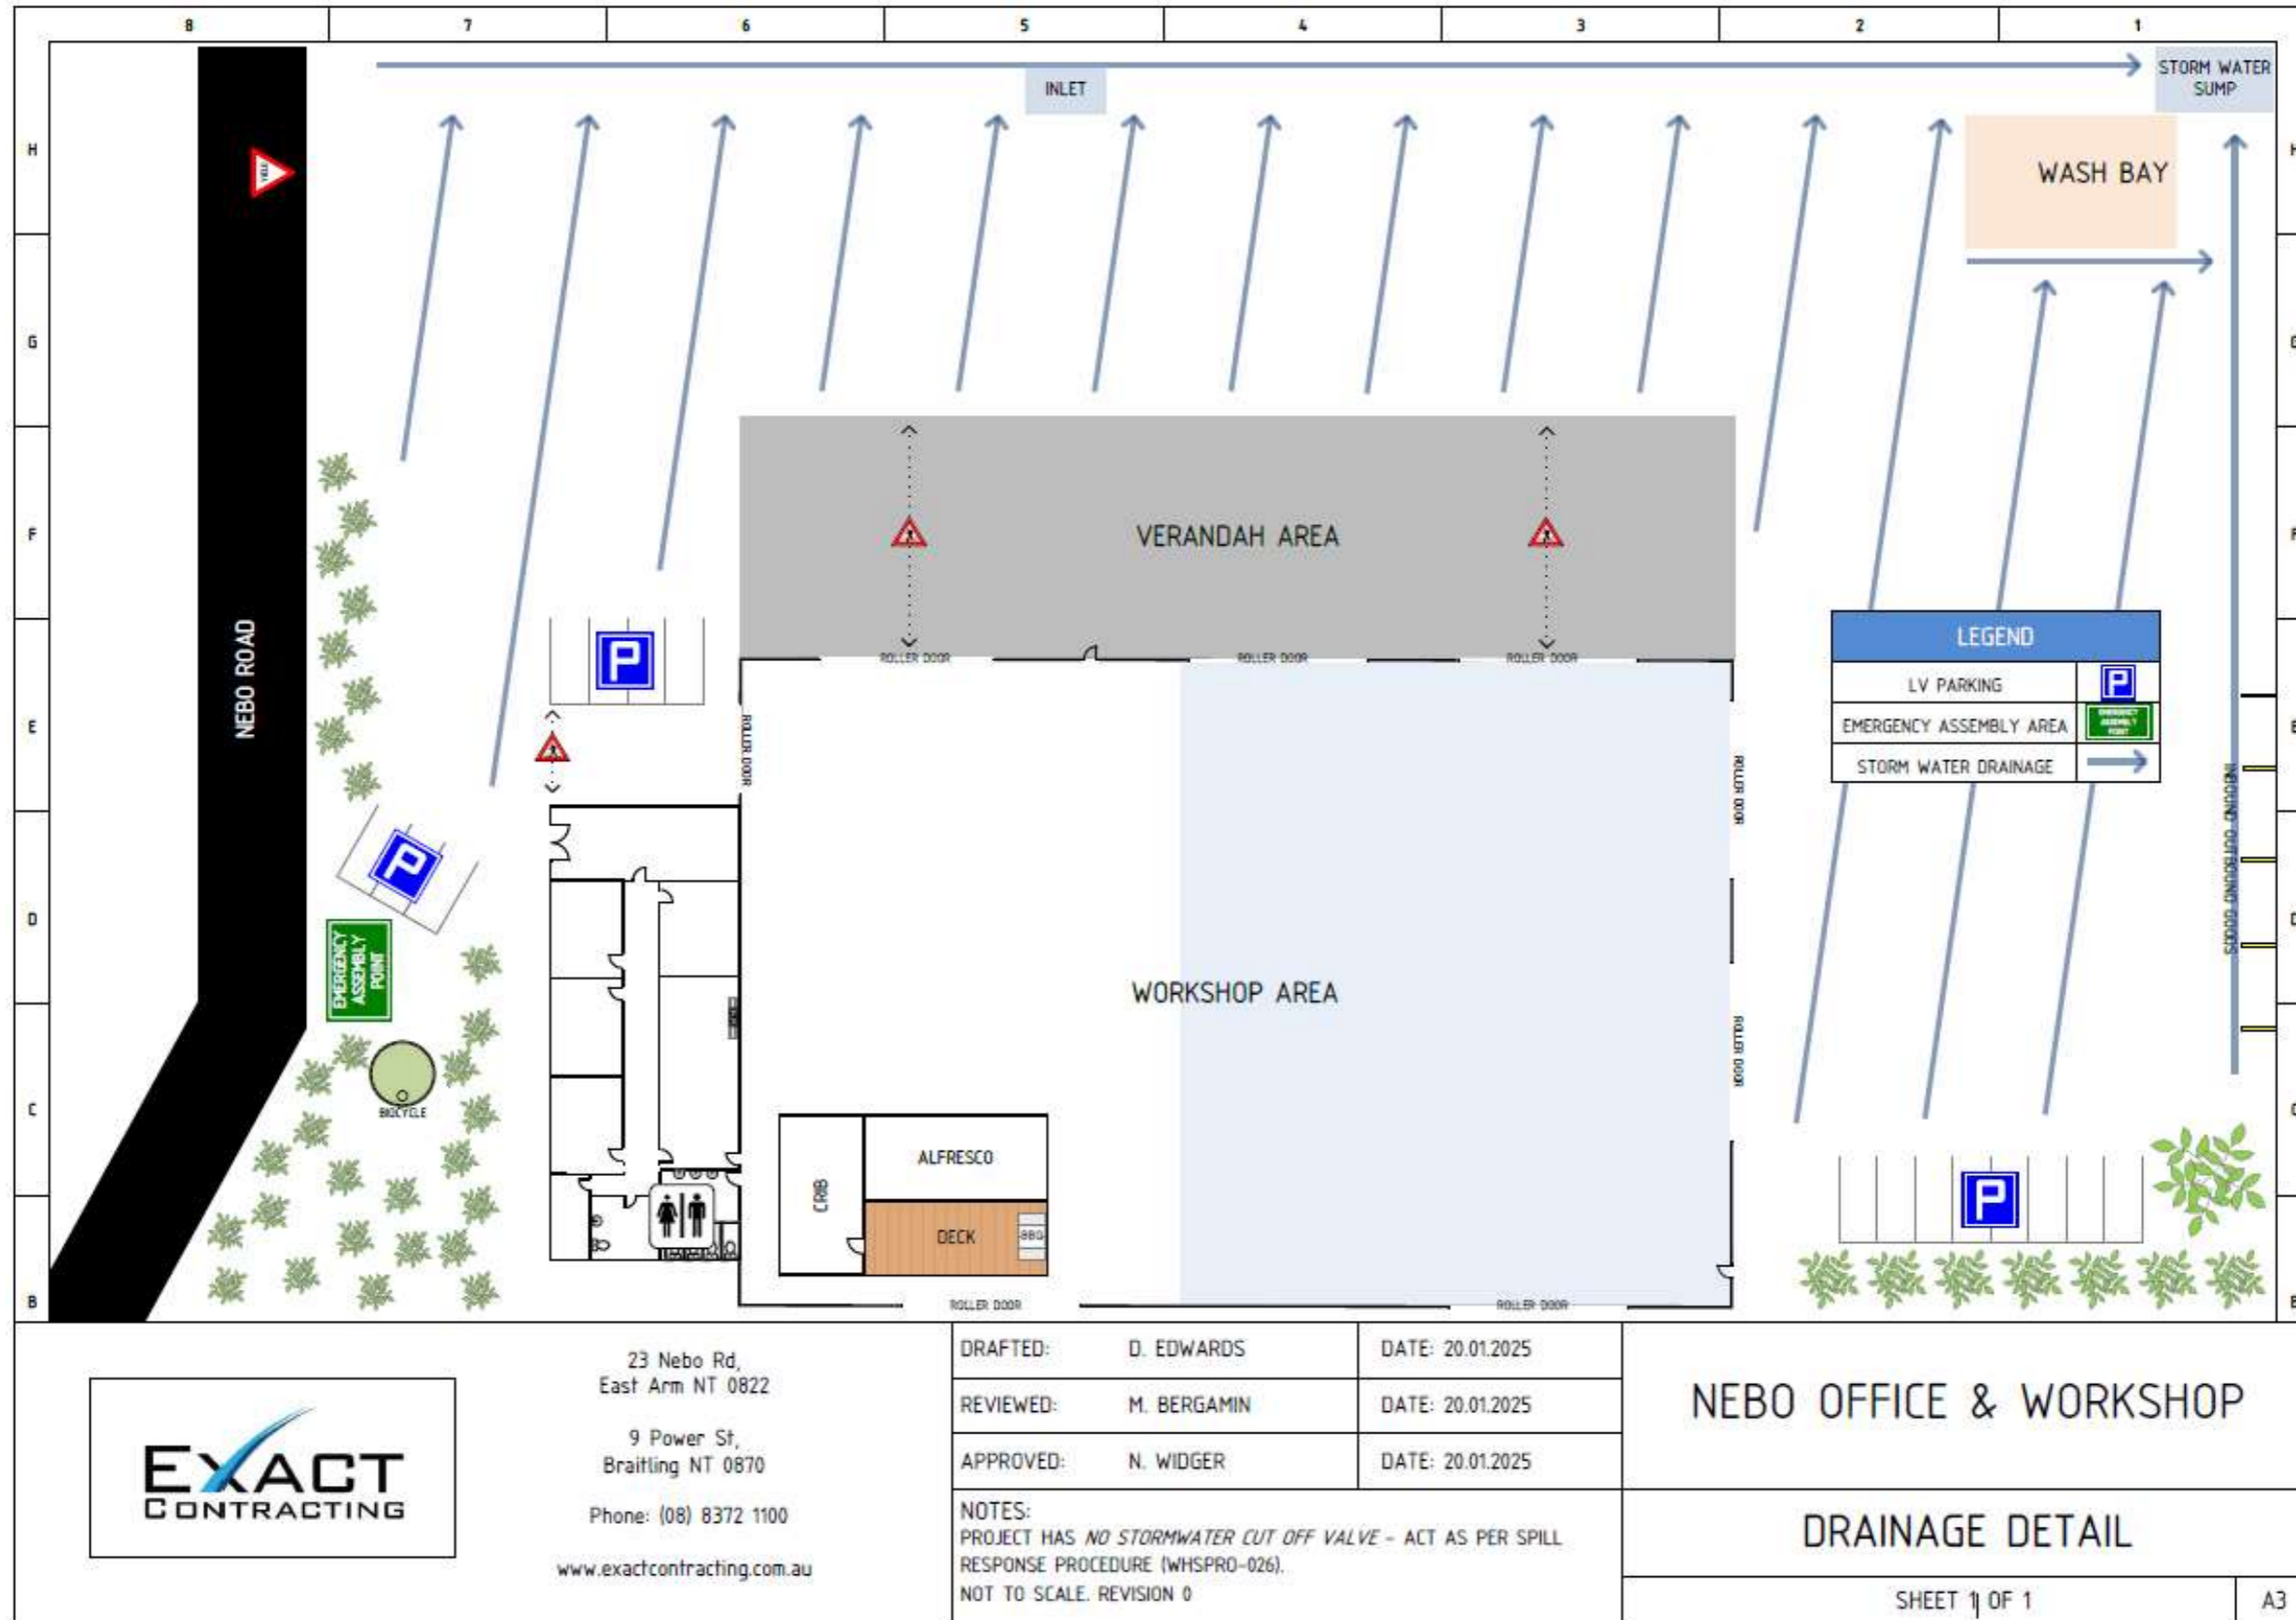 8 7 6 5 4 3 2 1
INLET
STORM WATER
SUMP
H
H
YIELD
WASH BAY
G
G
F
F
VERANDAH AREA
ROLLER DOOR ROLLER DOOR ROLLER DOOR
P
NEBO ROAD
LEGEND
LV PARKING P
EMERGENCY ASSEMBLY AREA EMERGENCY
ASSEMBLY
POINT
STORM WATER DRAINAGE
E
E
ROLLER DOOR
ROLLER DOOR
INBOUND OUTBOUND GOODS
P
D
D
EMERGENCY
ASSEMBLY
POINT
WORKSHOP AREA
ROLLER DOOR
C
C
BIOCYCLE
CRIB
ALFRESCO
DECK
BBQ
P
B
B
ROLLER DOOR ROLLER DOOR
EXACT
CONTRACTING
23 Nebo Rd,
East Arm NT 0822
9 Power St,
Braitling NT 0870
Phone: (08) 8372 1100
www.exactcontracting.com.au
DRAFTED: D. EDWARDS DATE: 20.01.2025
REVIEWED: M. BERGAMIN DATE: 20.01.2025
APPROVED: N. WIDGER DATE: 20.01.2025
NOTES:
PROJECT HAS NO STORMWATER CUT OFF VALVE - ACT AS PER SPILL
RESPONSE PROCEDURE (WHSPRO-026).
NOT TO SCALE. REVISION 0
NEBO OFFICE & WORKSHOP
DRAINAGE DETAIL
SHEET 1 OF 1 A3